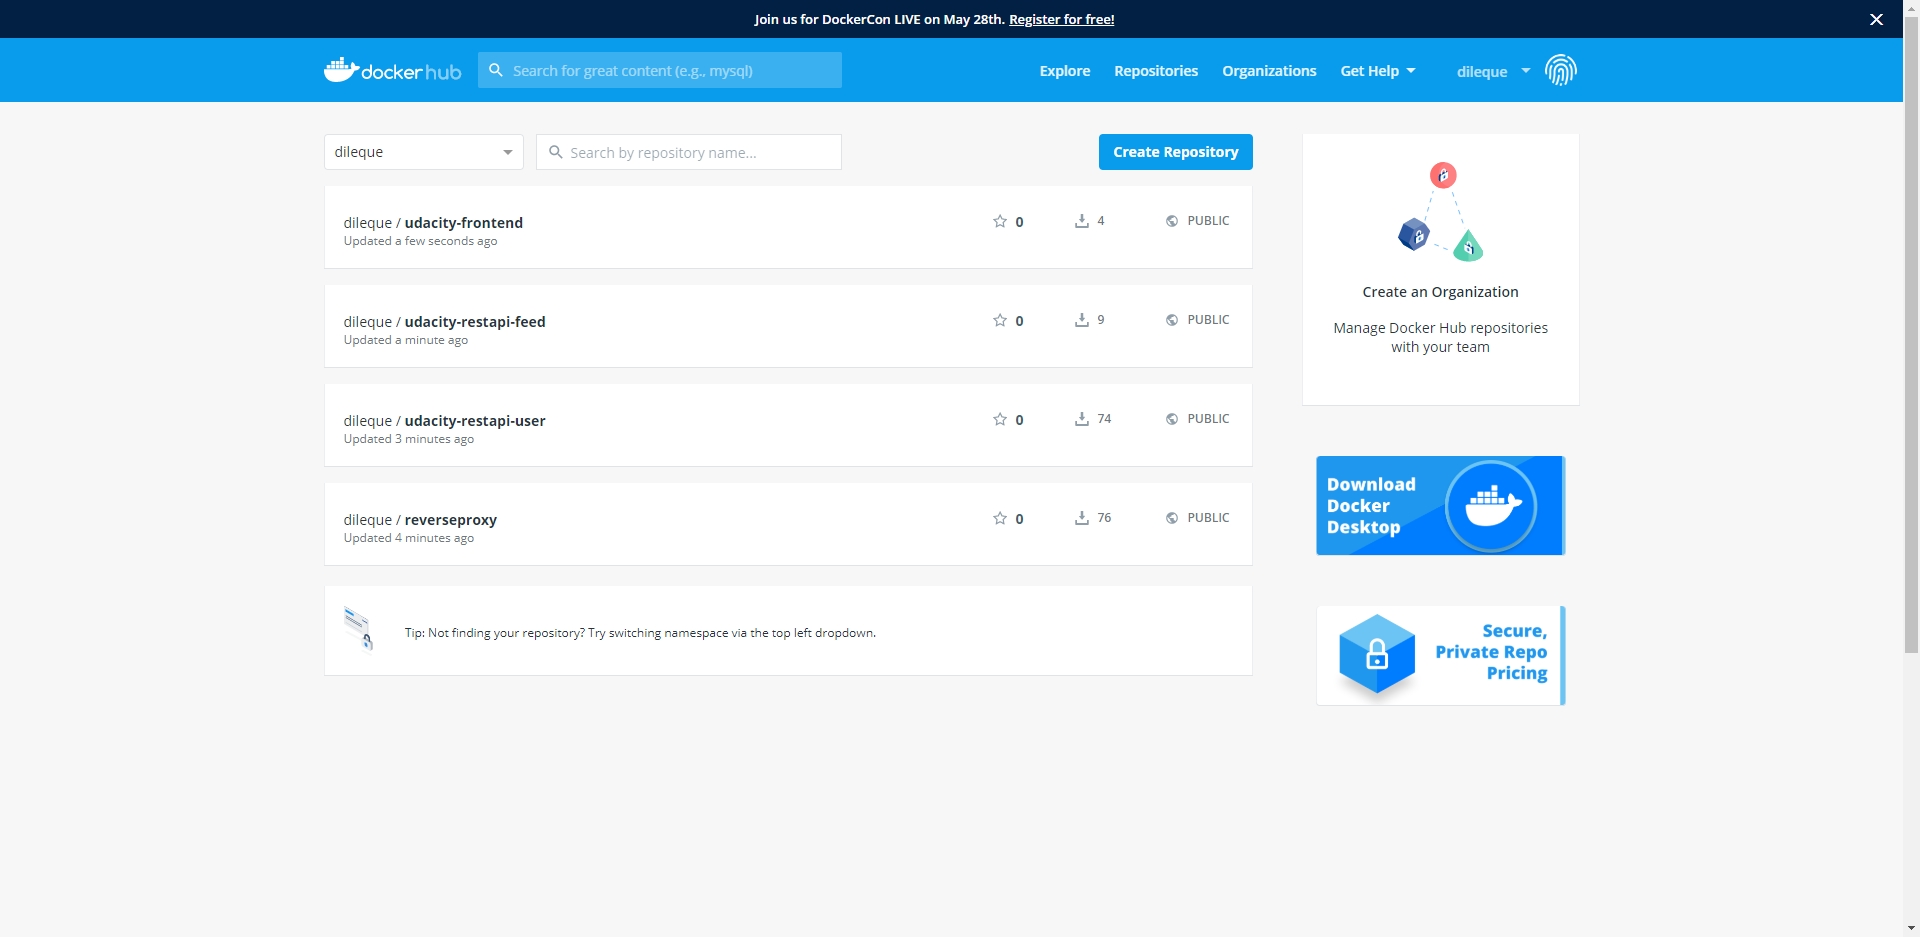 Join us for DockerCon LIVE on May 28th. Register for free!
docker hub
Search for great content (e.g., mysql)
Explore
Repositories
Organizations
Get Help
dileque
dileque
Search by repository name...
Create Repository
dileque / udacity-frontend
Updated a few seconds ago
0
4
PUBLIC
dileque / udacity-restapi-feed
Updated a minute ago
0
9
PUBLIC
dileque / udacity-restapi-user
Updated 3 minutes ago
0
74
PUBLIC
dileque / reverseproxy
Updated 4 minutes ago
0
76
PUBLIC
Tip: Not finding your repository? Try switching namespace via the top left dropdown.
Create an Organization
Manage Docker Hub repositories
with your team
Download
Docker
Desktop
Secure,
Private Repo
Pricing